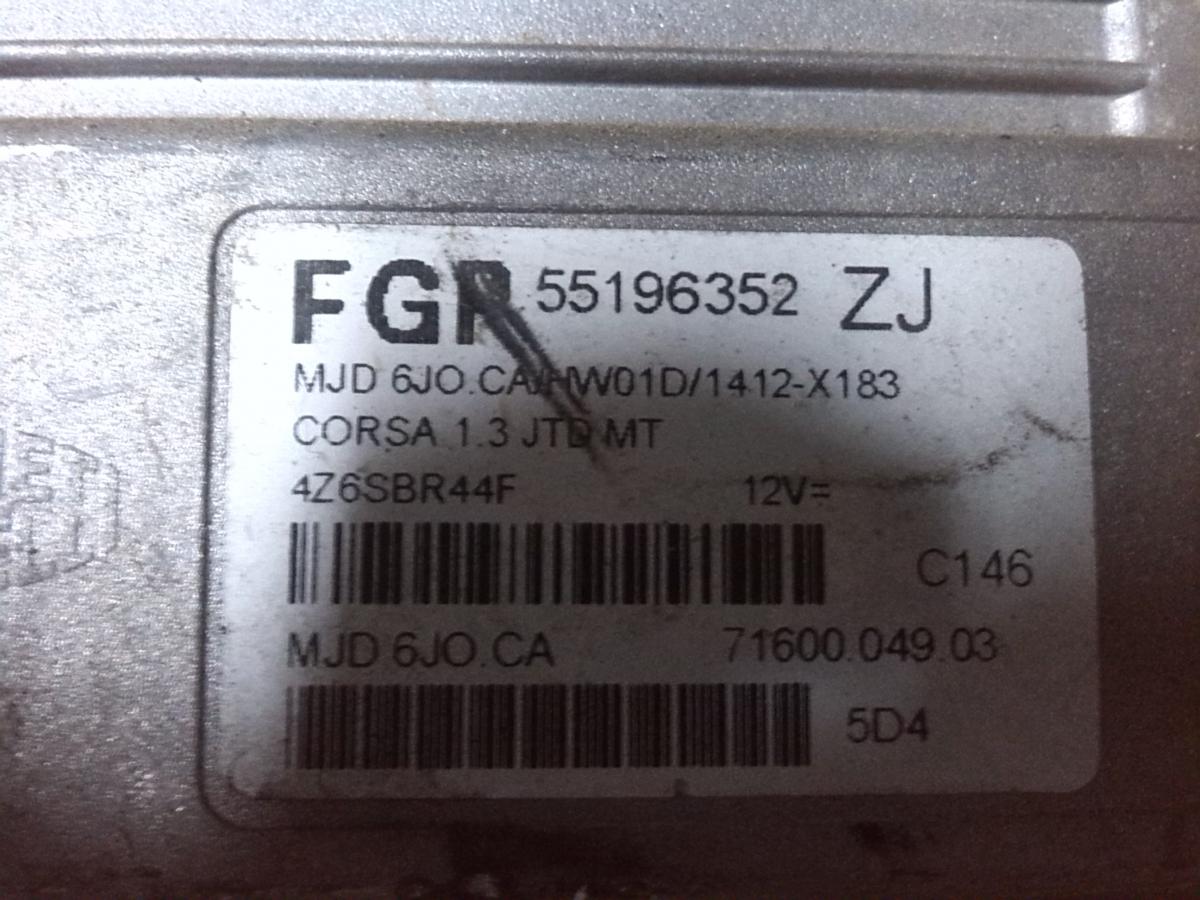 FGP 55196352 ZJ
MJD 6JO.CA/HW01D/1412-X183
CORSA 1.3 JTD MT
4Z6SBR44F 12V=
C146
MJD 6JO.CA 71600.049.03
5D4